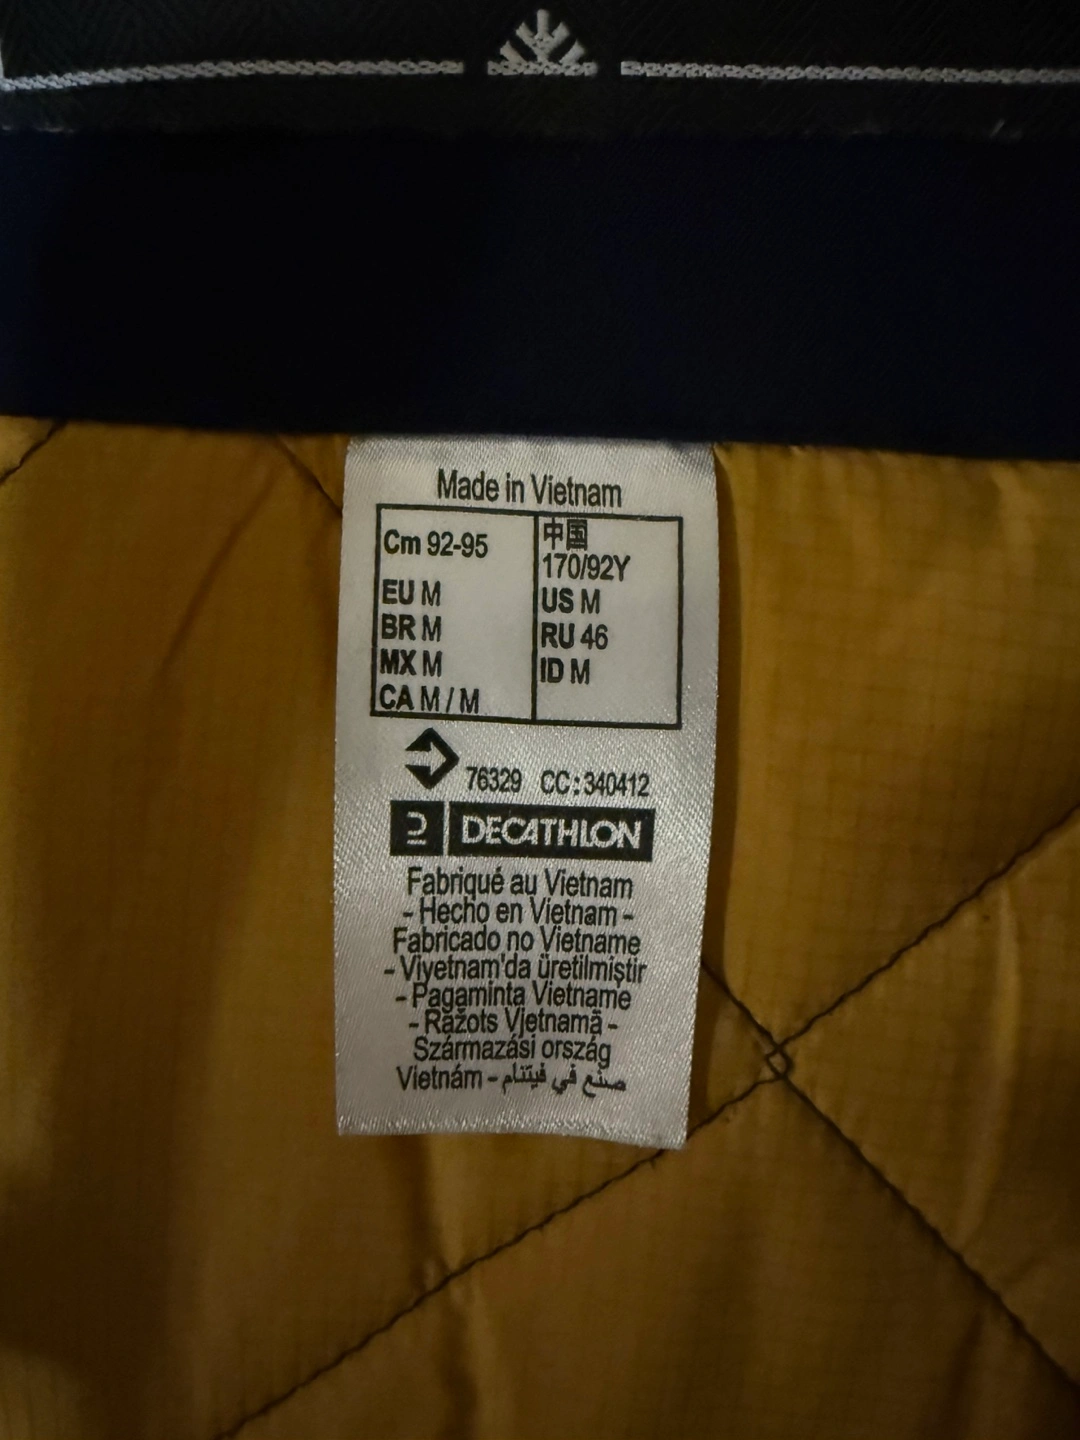 Made in Vietnam
Cm 92-95
EU M
BR M
MX M
CA M / M
中国
170/92Y
US M
RU 46
ID M
76329 CC:340412
DECATHLON
Fabriqué au Vietnam
- Hecho en Vietnam -
Fabricado no Vietname
- Viyetnam'da üretilmiştir
- Pagaminta Vietname
- Ražots Vjetnamā -
Származási ország
Vietnám - صنع في فيتنام